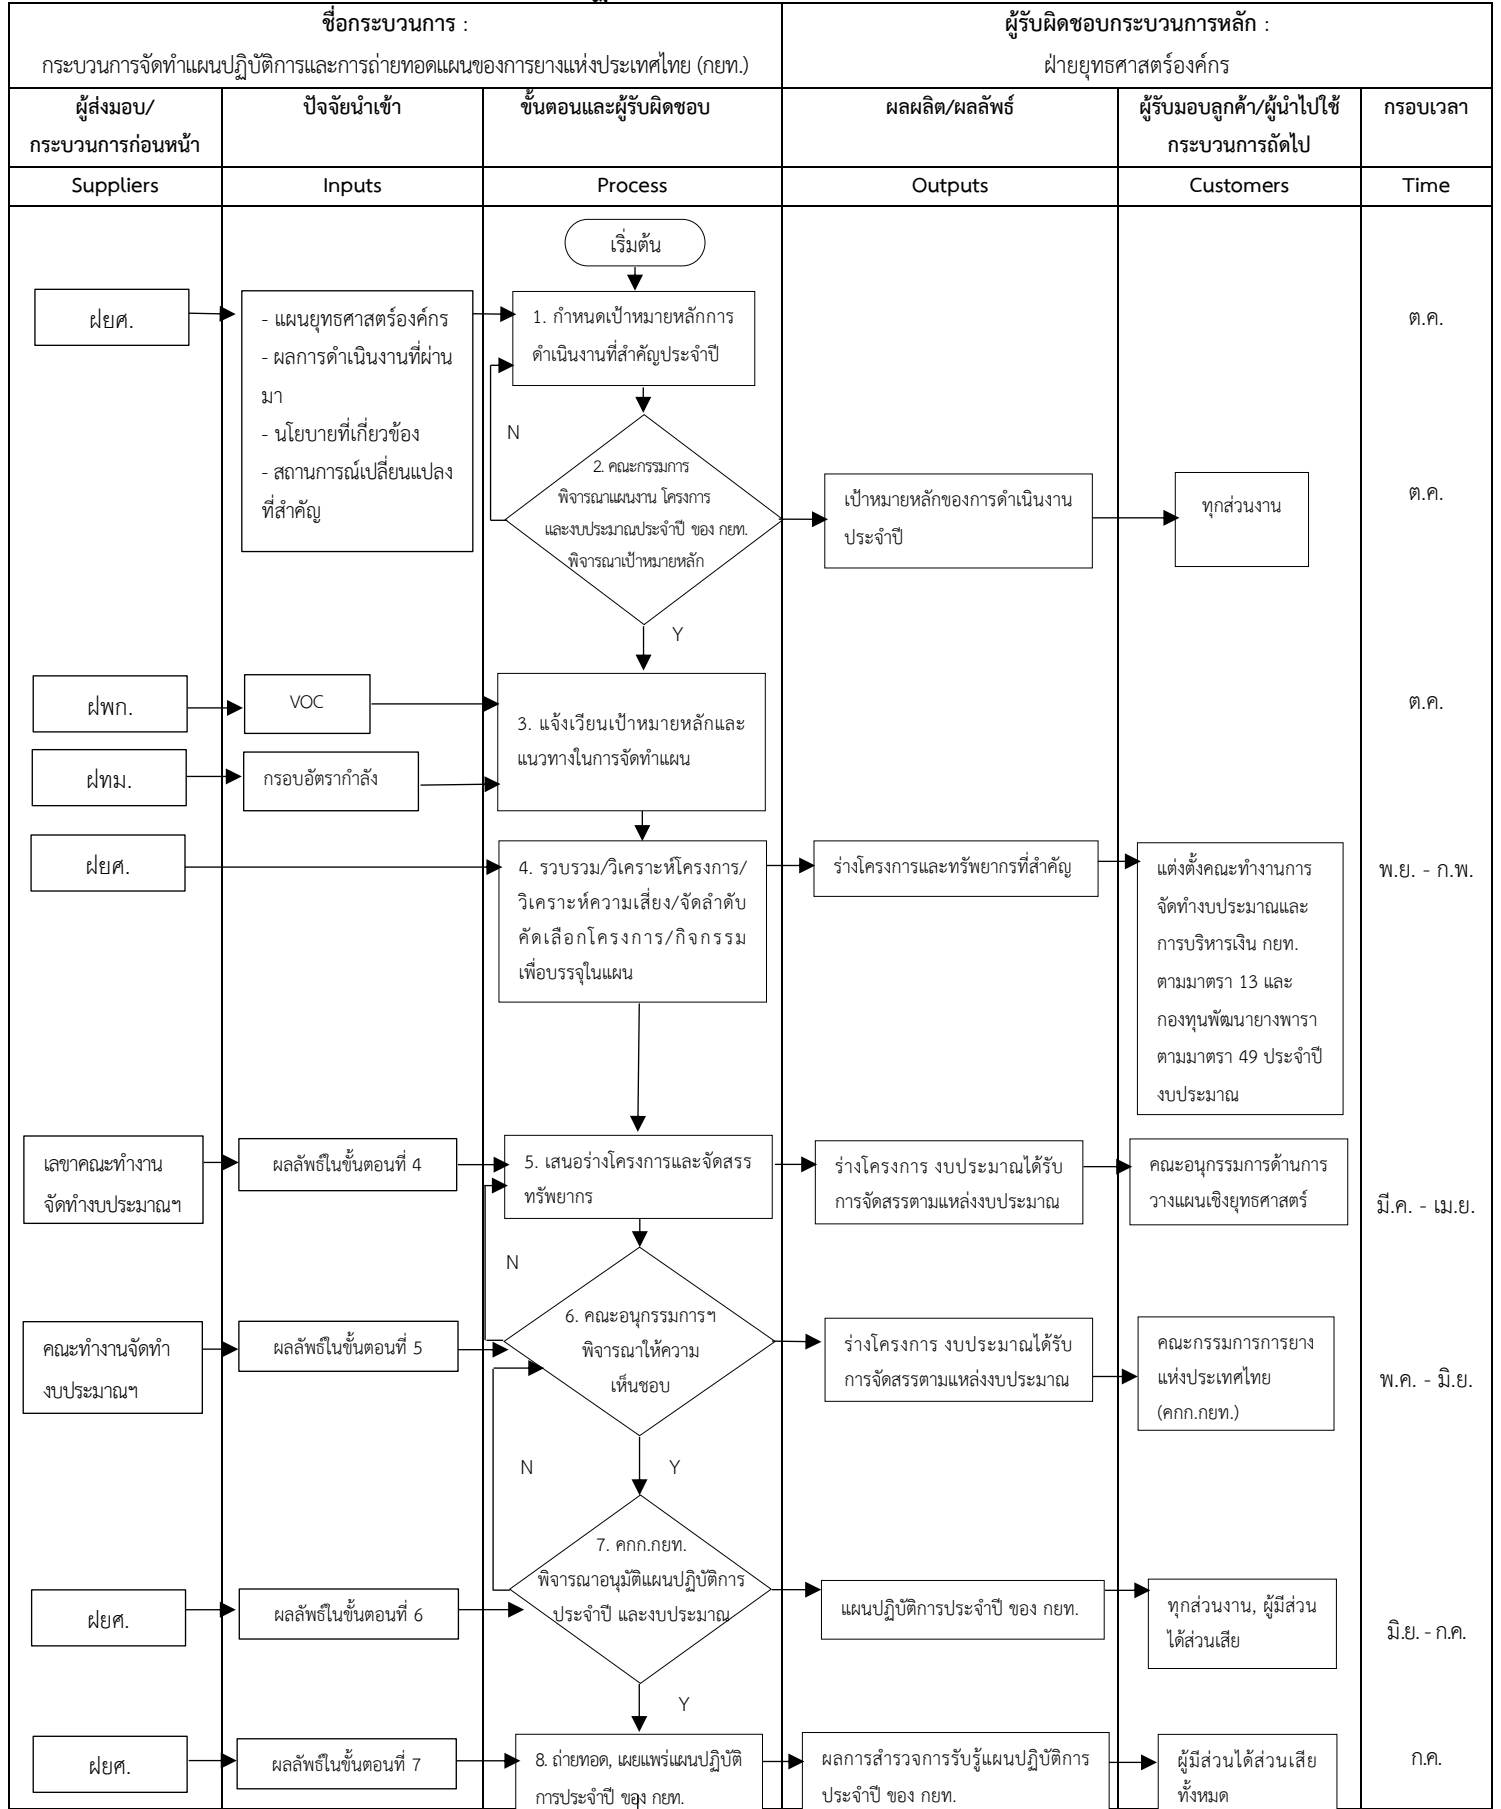 ชื่อกระบวนการ :
กระบวนการจัดทำแผนปฏิบัติการและการถ่ายทอดแผนของการยางแห่งประเทศไทย (กยท.)
ผู้รับผิดชอบกระบวนการหลัก :
ฝ่ายยุทธศาสตร์องค์กร
ผู้ส่งมอบ/
กระบวนการก่อนหน้า
ปัจจัยนำเข้า
ขั้นตอนและผู้รับผิดชอบ
ผลผลิต/ผลลัพธ์
ผู้รับมอบลูกค้า/ผู้นำไปใช้
กระบวนการถัดไป
กรอบเวลา
Suppliers
Inputs
Process
Outputs
Customers
Time
เริ่มต้น
ฝยศ.
- แผนยุทธศาสตร์องค์กร
- ผลการดำเนินงานที่ผ่าน
มา
- นโยบายที่เกี่ยวข้อง
- สถานการณ์เปลี่ยนแปลง
ที่สำคัญ
1. กำหนดเป้าหมายหลักการ
ดำเนินงานที่สำคัญประจำปี
ต.ค.
N
2. คณะกรรมการ
พิจารณาแผนงาน โครงการ
และงบประมาณประจำปี ของ กยท.
พิจารณาเป้าหมายหลัก
เป้าหมายหลักของการดำเนินงาน
ประจำปี
ทุกส่วนงาน
ต.ค.
Y
ฝพก.
VOC
ฝทม.
กรอบอัตรากำลัง
3. แจ้งเวียนเป้าหมายหลักและ
แนวทางในการจัดทำแผน
ต.ค.
ฝยศ.
4. รวบรวม/วิเคราะห์โครงการ/
วิเคราะห์ความเสี่ยง/จัดลำดับ
คัดเลือกโครงการ/กิจกรรม
เพื่อบรรจุในแผน
ร่างโครงการและทรัพยากรที่สำคัญ
แต่งตั้งคณะทำงานการ
จัดทำงบประมาณและ
การบริหารเงิน กยท.
ตามมาตรา 13 และ
กองทุนพัฒนายางพารา
ตามมาตรา 49 ประจำปี
งบประมาณ
พ.ย. - ก.พ.
เลขาคณะทำงาน
จัดทำงบประมาณฯ
ผลลัพธ์ในขั้นตอนที่ 4
5. เสนอร่างโครงการและจัดสรร
ทรัพยากร
ร่างโครงการ งบประมาณได้รับ
การจัดสรรตามแหล่งงบประมาณ
คณะอนุกรรมการด้านการ
วางแผนเชิงยุทธศาสตร์
มี.ค. - เม.ย.
N
คณะทำงานจัดทำ
งบประมาณฯ
ผลลัพธ์ในขั้นตอนที่ 5
6. คณะอนุกรรมการฯ
พิจารณาให้ความ
เห็นชอบ
ร่างโครงการ งบประมาณได้รับ
การจัดสรรตามแหล่งงบประมาณ
คณะกรรมการการยาง
แห่งประเทศไทย
(คกก.กยท.)
พ.ค. - มิ.ย.
N
Y
ฝยศ.
ผลลัพธ์ในขั้นตอนที่ 6
7. คกก.กยท.
พิจารณาอนุมัติแผนปฏิบัติการ
ประจำปี และงบประมาณ
แผนปฏิบัติการประจำปี ของ กยท.
ทุกส่วนงาน, ผู้มีส่วน
ได้ส่วนเสีย
มิ.ย. - ก.ค.
Y
ฝยศ.
ผลลัพธ์ในขั้นตอนที่ 7
8. ถ่ายทอด, เผยแพร่แผนปฏิบัติ
การประจำปี ของ กยท.
ผลการสำรวจการรับรู้แผนปฏิบัติการ
ประจำปี ของ กยท.
ผู้มีส่วนได้ส่วนเสีย
ทั้งหมด
ก.ค.